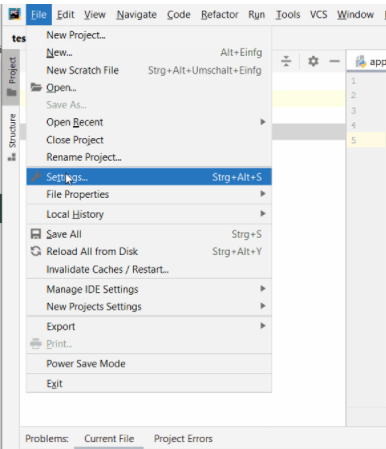 File Edit View Navigate Code Refactor Run Tools VCS Window
tes
New Project...
New... Alt+Einfg
New Scratch File Strg+Alt+Umschalt+Einfg
Open...
Save As...
Open Recent
Close Project
Rename Project...
Settings... Strg+Alt+S
File Properties
Local History
Save All Strg+S
Reload All from Disk Strg+Alt+Y
Invalidate Caches / Restart...
Manage IDE Settings
New Projects Settings
Export
Print...
Power Save Mode
Exit
Project
Structure
app
1
2
3
4
5
Problems: Current File Project Errors